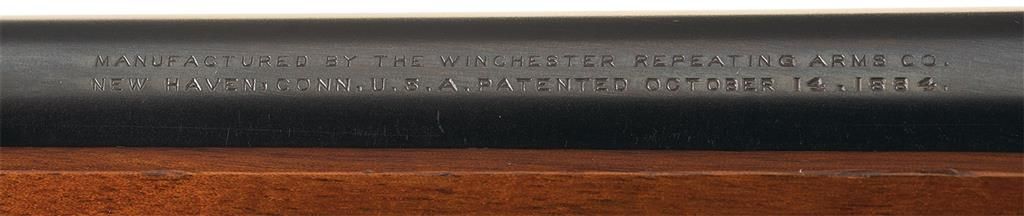 MANUFACTURED BY THE WINCHESTER REPEATING ARMS CO.
NEW HAVEN, CONN. U. S. A. PATENTED OCTOBER 14. 1884.